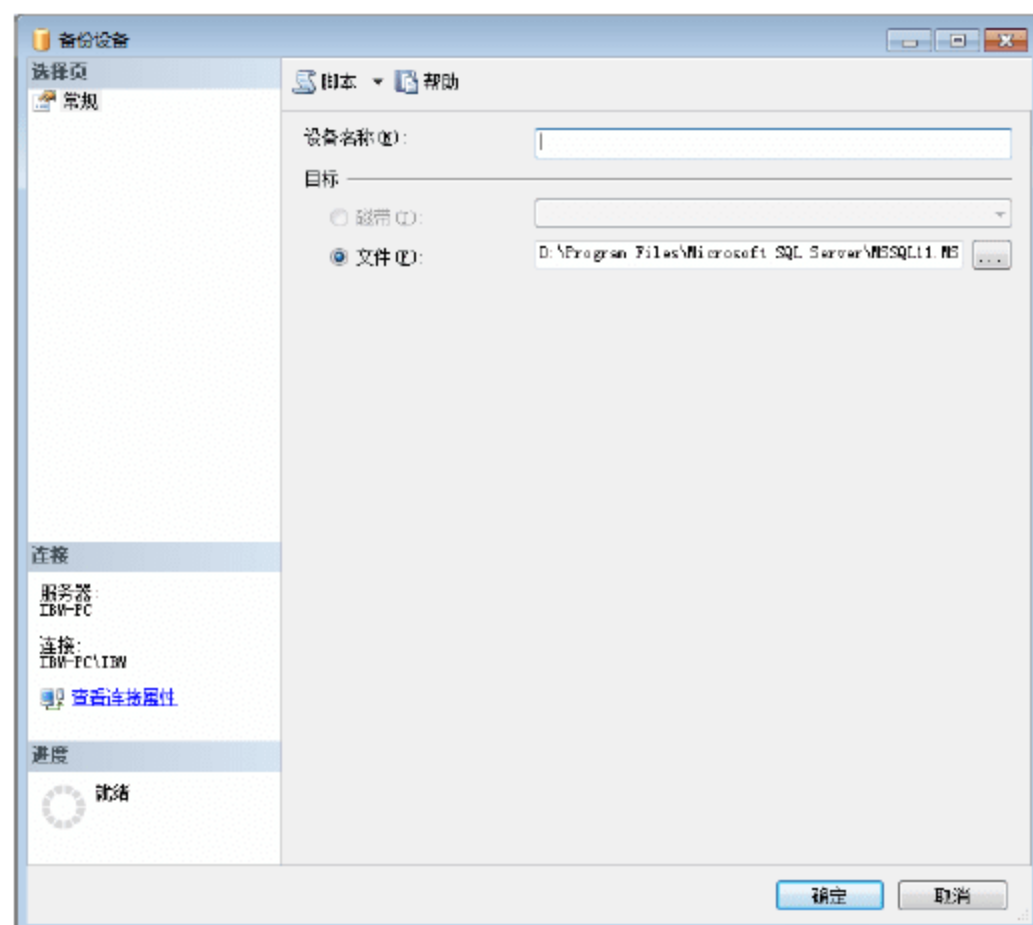 备份设备
选择页
常规
脚本 帮助
设备名称(N):
目标
磁带(T):
文件(F):
D:\Program Files\Microsoft SQL Server\MSSQL11.MS
...
连接
服务器:
IBM-PC
连接:
IBM-PC\IBM
查看连接属性
进度
就绪
确定
取消